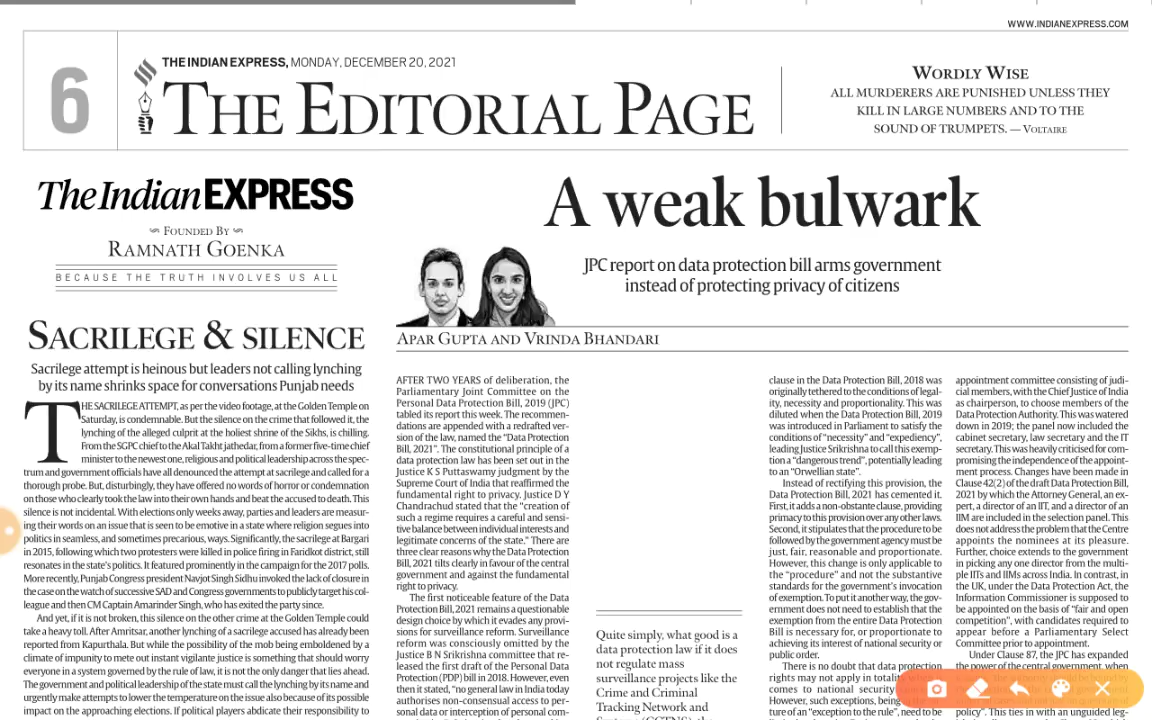 WWW.INDIANEXPRESS.COM
6
THE INDIAN EXPRESS, MONDAY, DECEMBER 20, 2021
THE EDITORIAL PAGE
WORDLY WISE
ALL MURDERERS ARE PUNISHED UNLESS THEY
KILL IN LARGE NUMBERS AND TO THE
SOUND OF TRUMPETS. — VOLTAIRE
The Indian EXPRESS
FOUNDED BY
RAMNATH GOENKA
BECAUSE THE TRUTH INVOLVES US ALL
SACRILEGE & SILENCE
Sacrilege attempt is heinous but leaders not calling lynching
by its name shrinks space for conversations Punjab needs
THE SACRILEGE ATTEMPT, as per the video footage, at the Golden Temple on
Saturday, is condemnable. But the silence on the crime that followed it, the
lynching of the alleged culprit at the holiest shrine of the Sikhs, is chilling.
From the SGPC chief to the Akal Takht jathedar, from a former five-time chief
minister to the newest one, religious and political leadership across the spec-
trum and government officials have all denounced the attempt at sacrilege and called for a
thorough probe. But, disturbingly, they have offered no words of horror or condemnation
on those who clearly took the law into their own hands and beat the accused to death. This
silence is not incidental. With elections only weeks away, parties and leaders are measur-
ing their words on an issue that is seen to be emotive in a state where religion segues into
politics in seamless, and sometimes precarious, ways. Significantly, the sacrilege at Bargari
in 2015, following which two protesters were killed in police firing in Faridkot district, still
resonates in the state's politics. It featured prominently in the campaign for the 2017 polls.
More recently, Punjab Congress president Navjot Singh Sidhu invoked the lack of closure in
the case on the watch of successive SAD and Congress governments to publicly target his col-
league and then CM Captain Amarinder Singh, who has exited the party since.
And yet, if it is not broken, this silence on the other crime at the Golden Temple could
take a heavy toll. After Amritsar, another lynching of a sacrilege accused has already been
reported from Kapurthala. But while the possibility of the mob being emboldened by a
climate of impunity to mete out instant vigilante justice is something that should worry
everyone in a system governed by the rule of law, it is not the only danger that lies ahead.
The government and political leadership of the state must call the lynching by its name and
urgently make attempts to lower the temperature on the issue also because of its possible
impact on the approaching elections. If political players abdicate their responsibility to
A weak bulwark
JPC report on data protection bill arms government
instead of protecting privacy of citizens
APAR GUPTA AND VRINDA BHANDARI
AFTER TWO YEARS of deliberation, the
Parliamentary Joint Committee on the
Personal Data Protection Bill, 2019 (JPC)
tabled its report this week. The recommen-
dations are appended with a redrafted ver-
sion of the law, named the "Data Protection
Bill, 2021". The constitutional principle of a
data protection law has been set out in the
Justice K S Puttaswamy judgment by the
Supreme Court of India that reaffirmed the
fundamental right to privacy. Justice D Y
Chandrachud stated that the "creation of
such a regime requires a careful and sensi-
tive balance between individual interests and
legitimate concerns of the state." There are
three clear reasons why the Data Protection
Bill, 2021 tilts clearly in favour of the central
government and against the fundamental
right to privacy.
The first noticeable feature of the Data
Protection Bill, 2021 remains a questionable
design choice by which it evades any provi-
sions for surveillance reform. Surveillance
reform was consciously omitted by the
Justice B N Srikrishna committee that re-
leased the first draft of the Personal Data
Protection (PDP) bill in 2018. However, even
then it stated, "no general law in India today
authorises non-consensual access to per-
sonal data or interception of personal com-
Quite simply, what good is a
data protection law if it does
not regulate mass
surveillance projects like the
Crime and Criminal
Tracking Network and
clause in the Data Protection Bill, 2018 was
originally tethered to the conditions of legal-
ity, necessity and proportionality. This was
diluted when the Data Protection Bill, 2019
was introduced in Parliament to satisfy the
conditions of "necessity" and "expediency",
leading Justice Srikrishna to call this exemp-
tion a "dangerous trend", potentially leading
to an "Orwellian state".
Instead of rectifying this provision, the
Data Protection Bill, 2021 has cemented it.
First, it adds a non-obstante clause, providing
primacy to this provision over any other laws.
Second, it stipulates that the procedure to be
followed by the government agency must be
just, fair, reasonable and proportionate.
However, this change is only applicable to
the "procedure" and not the substantive
standards for the government's invocation
of exemption. To put it another way, the gov-
ernment does not need to establish that the
exemption from the entire Data Protection
Bill is necessary for, or proportionate to
achieving its interest of national security or
public order.
There is no doubt that data protection
rights may not apply in totality
comes to national security
However, such exceptions, being
ture of an "exception to the rule", need to be
appointment committee consisting of judi-
cial members, with the Chief Justice of India
as chairperson, to choose members of the
Data Protection Authority. This was watered
down in 2019; the panel now included the
cabinet secretary, law secretary and the IT
secretary. This was heavily criticised for com-
promising the independence of the appoint-
ment process. Changes have been made in
Clause 42(2) of the draft Data Protection Bill,
2021 by which the Attorney General, an ex-
pert, a director of an IIT, and a director of an
IIM are included in the selection panel. This
does not address the problem that the Centre
appoints the nominees at its pleasure.
Further, choice extends to the government
in picking any one director from the multi-
ple IITs and IIMs across India. In contrast, in
the UK, under the Data Protection Act, the
Information Commissioner is supposed to
be appointed on the basis of "fair and open
competition", with candidates required to
appear before a Parliamentary Select
Committee prior to appointment.
Under Clause 87, the JPC has expanded
the power of the central government, when
policy". This ties in with an unguided leg-